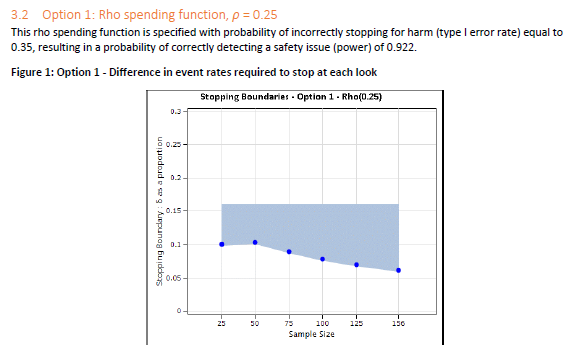 3.2 Option 1: Rho spending function, ρ = 0.25
This rho spending function is specified with probability of incorrectly stopping for harm (type I error rate) equal to
0.35, resulting in a probability of correctly detecting a safety issue (power) of 0.922.
Figure 1: Option 1 - Difference in event rates required to stop at each look
Stopping Boundaries - Option 1 - Rho(0.25)
Stopping Boundary : δ as a proportion
0.3
0.25
0.2
0.15
0.1
0.05
0
25 50 75 100 125 156
Sample Size